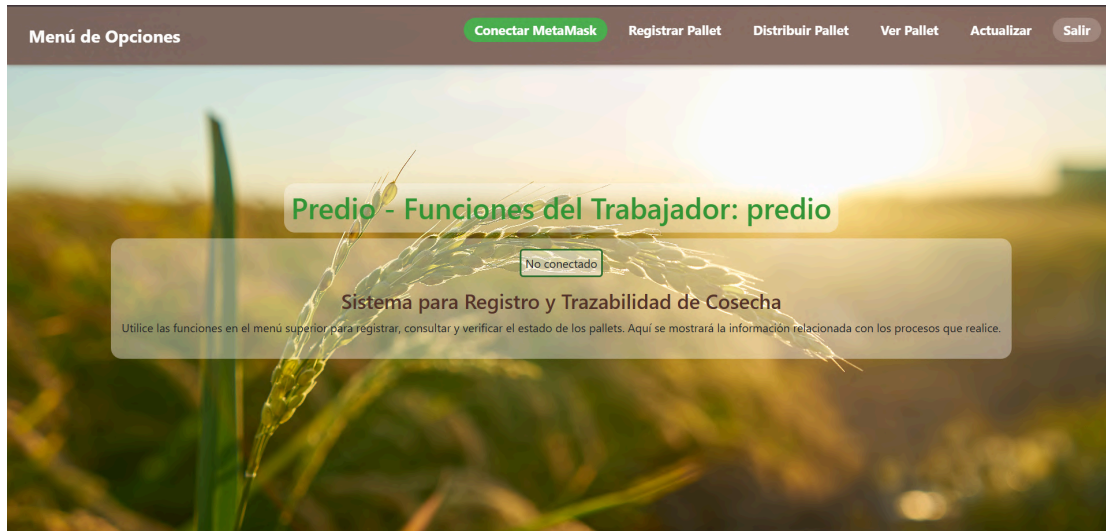 Menú de Opciones
Conectar MetaMask
Registrar Pallet
Distribuir Pallet
Ver Pallet
Actualizar
Salir
Predio - Funciones del Trabajador: predio
No conectado
Sistema para Registro y Trazabilidad de Cosecha
Utilice las funciones en el menú superior para registrar, consultar y verificar el estado de los pallets. Aquí se mostrará la información relacionada con los procesos que realice.